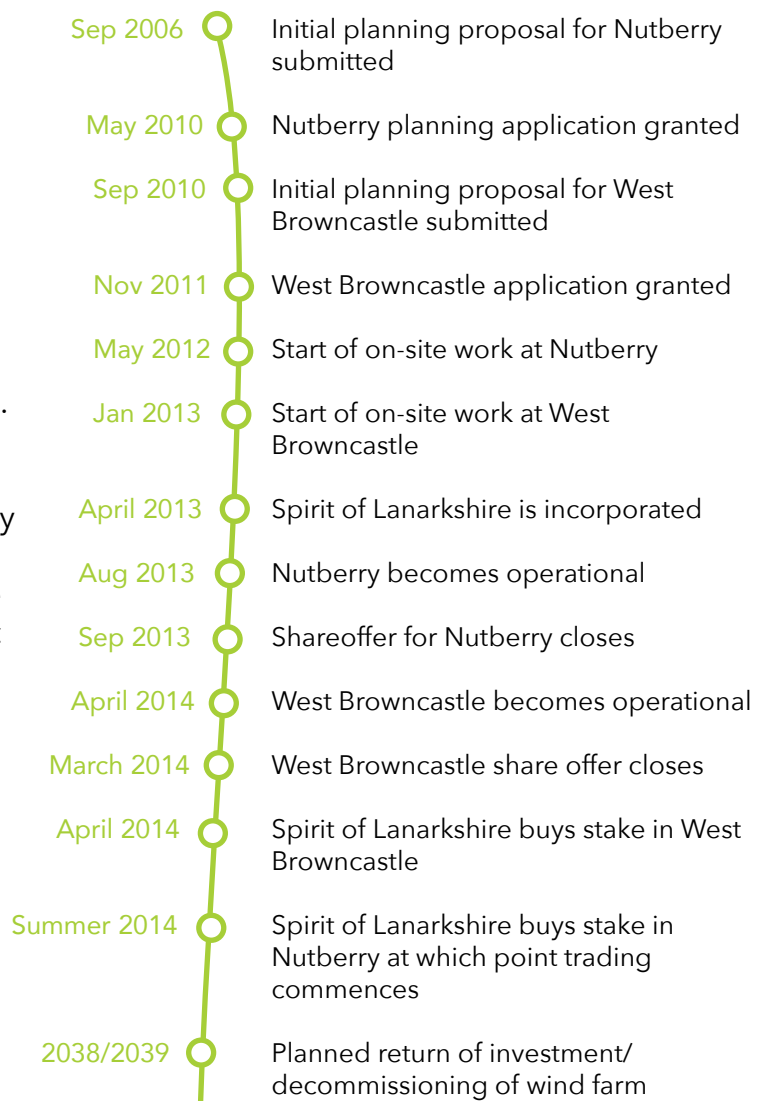 Sep 2006
Initial planning proposal for Nutberry
submitted
May 2010
Nutberry planning application granted
Sep 2010
Initial planning proposal for West
Browncastle submitted
Nov 2011
West Browncastle application granted
May 2012
Start of on-site work at Nutberry
.
Jan 2013
Start of on-site work at West
Browncastle
y
April 2013
Spirit of Lanarkshire is incorporated
Aug 2013
Nutberry becomes operational
Sep 2013
Shareoffer for Nutberry closes
April 2014
West Browncastle becomes operational
March 2014
West Browncastle share offer closes
April 2014
Spirit of Lanarkshire buys stake in West
Browncastle
Summer 2014
Spirit of Lanarkshire buys stake in
Nutberry at which point trading
commences
2038/2039
Planned return of investment/
decommissioning of wind farm